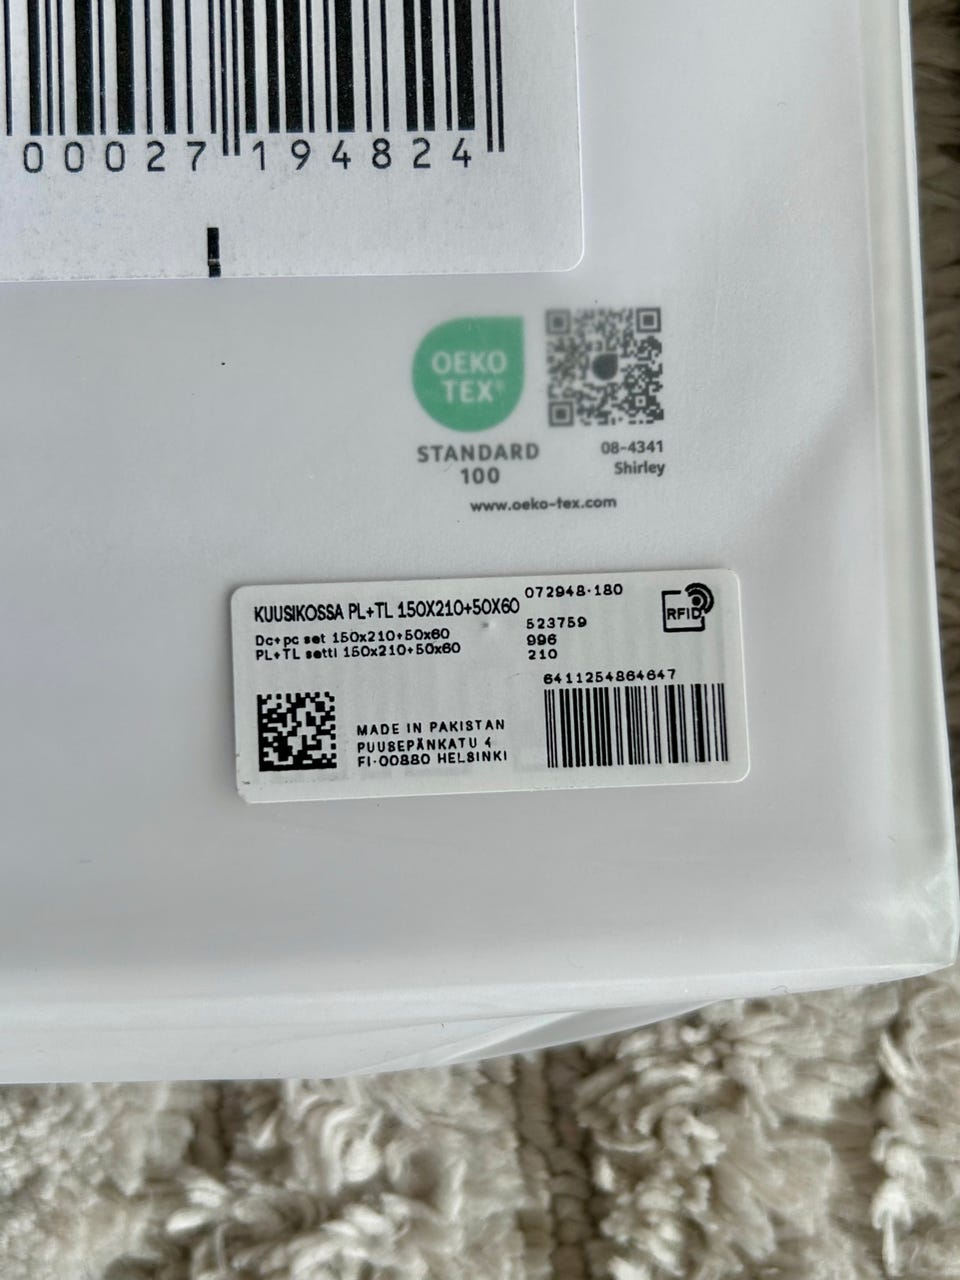 00027 194824
OEKO
TEX®
STANDARD
100
08-4341
Shirley
www.oeko-tex.com
KUUSIKOSSA PL+TL 150X210+50X60
Dc+pc set 150x210+50x60
PL+TL setti 150x210+50x60
072948-180
523759
996
210
RFID
6411254864647
MADE IN PAKISTAN
PUUSEPÄNKATU 4
FI-00880 HELSINKI